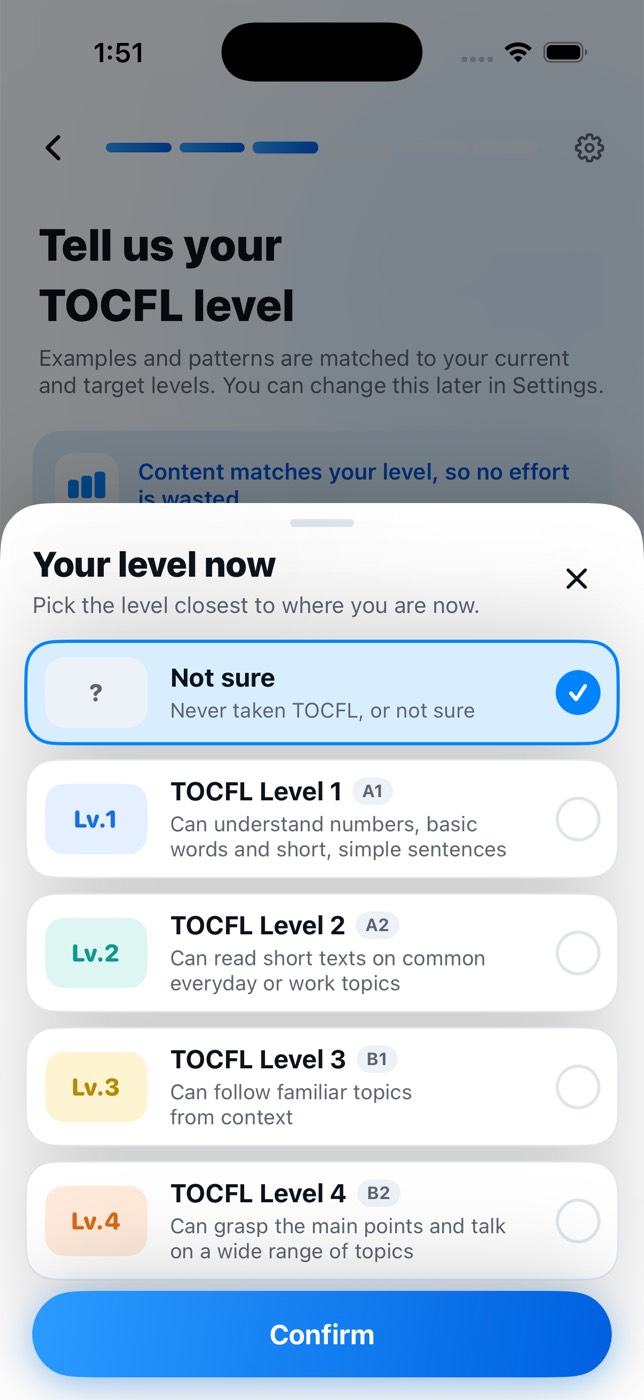 1:51
Tell us your
TOCFL level
Examples and patterns are matched to your current
and target levels. You can change this later in Settings.
Content matches your level, so no effort
is wasted
Your level now
Pick the level closest to where you are now.
?
Not sure
Never taken TOCFL, or not sure
Lv.1
TOCFL Level 1 A1
Can understand numbers, basic
words and short, simple sentences
Lv.2
TOCFL Level 2 A2
Can read short texts on common
everyday or work topics
Lv.3
TOCFL Level 3 B1
Can follow familiar topics
from context
Lv.4
TOCFL Level 4 B2
Can grasp the main points and talk
on a wide range of topics
Confirm